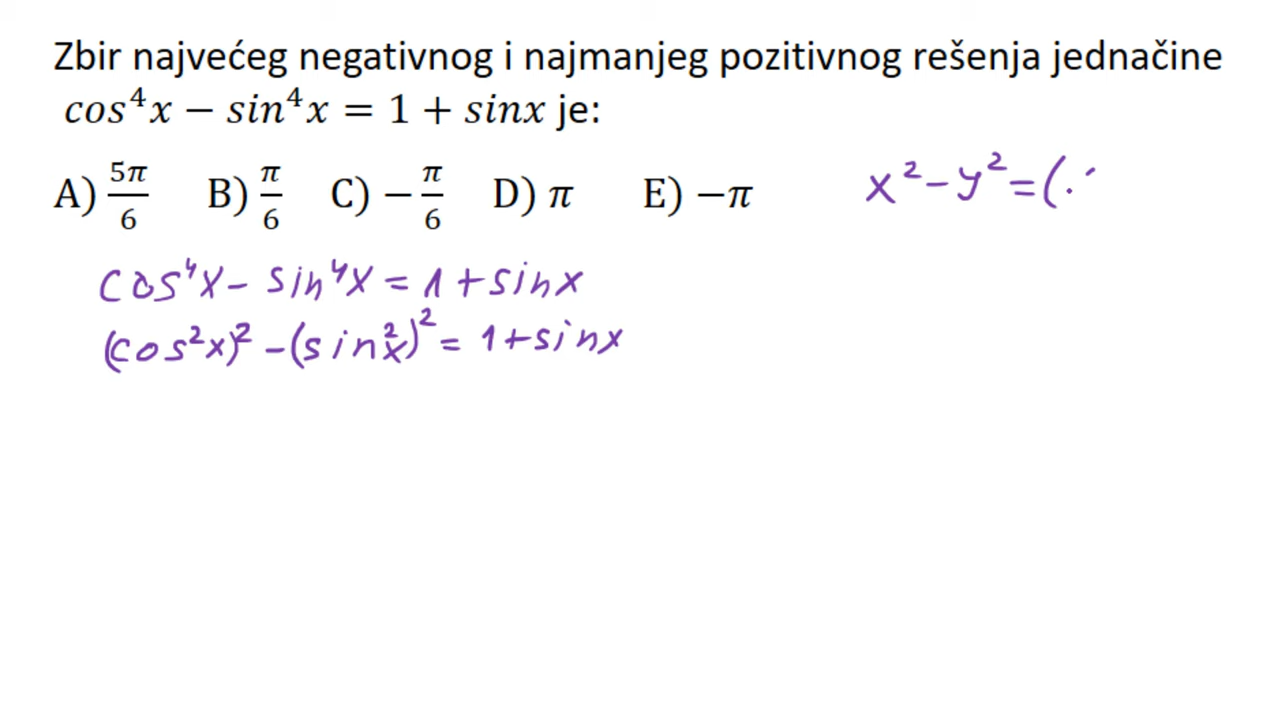 Zbir najvećeg negativnog i najmanjeg pozitivnog rešenja jednačine
cos⁴x − sin⁴x = 1 + sinx je:
A) 5π/6 B) π/6 C) − π/6 D) π E) −π
x² − y² = (.
cos⁴x − sin⁴x = 1 + sinx
(cos²x)² − (sin²x)² = 1 + sinx